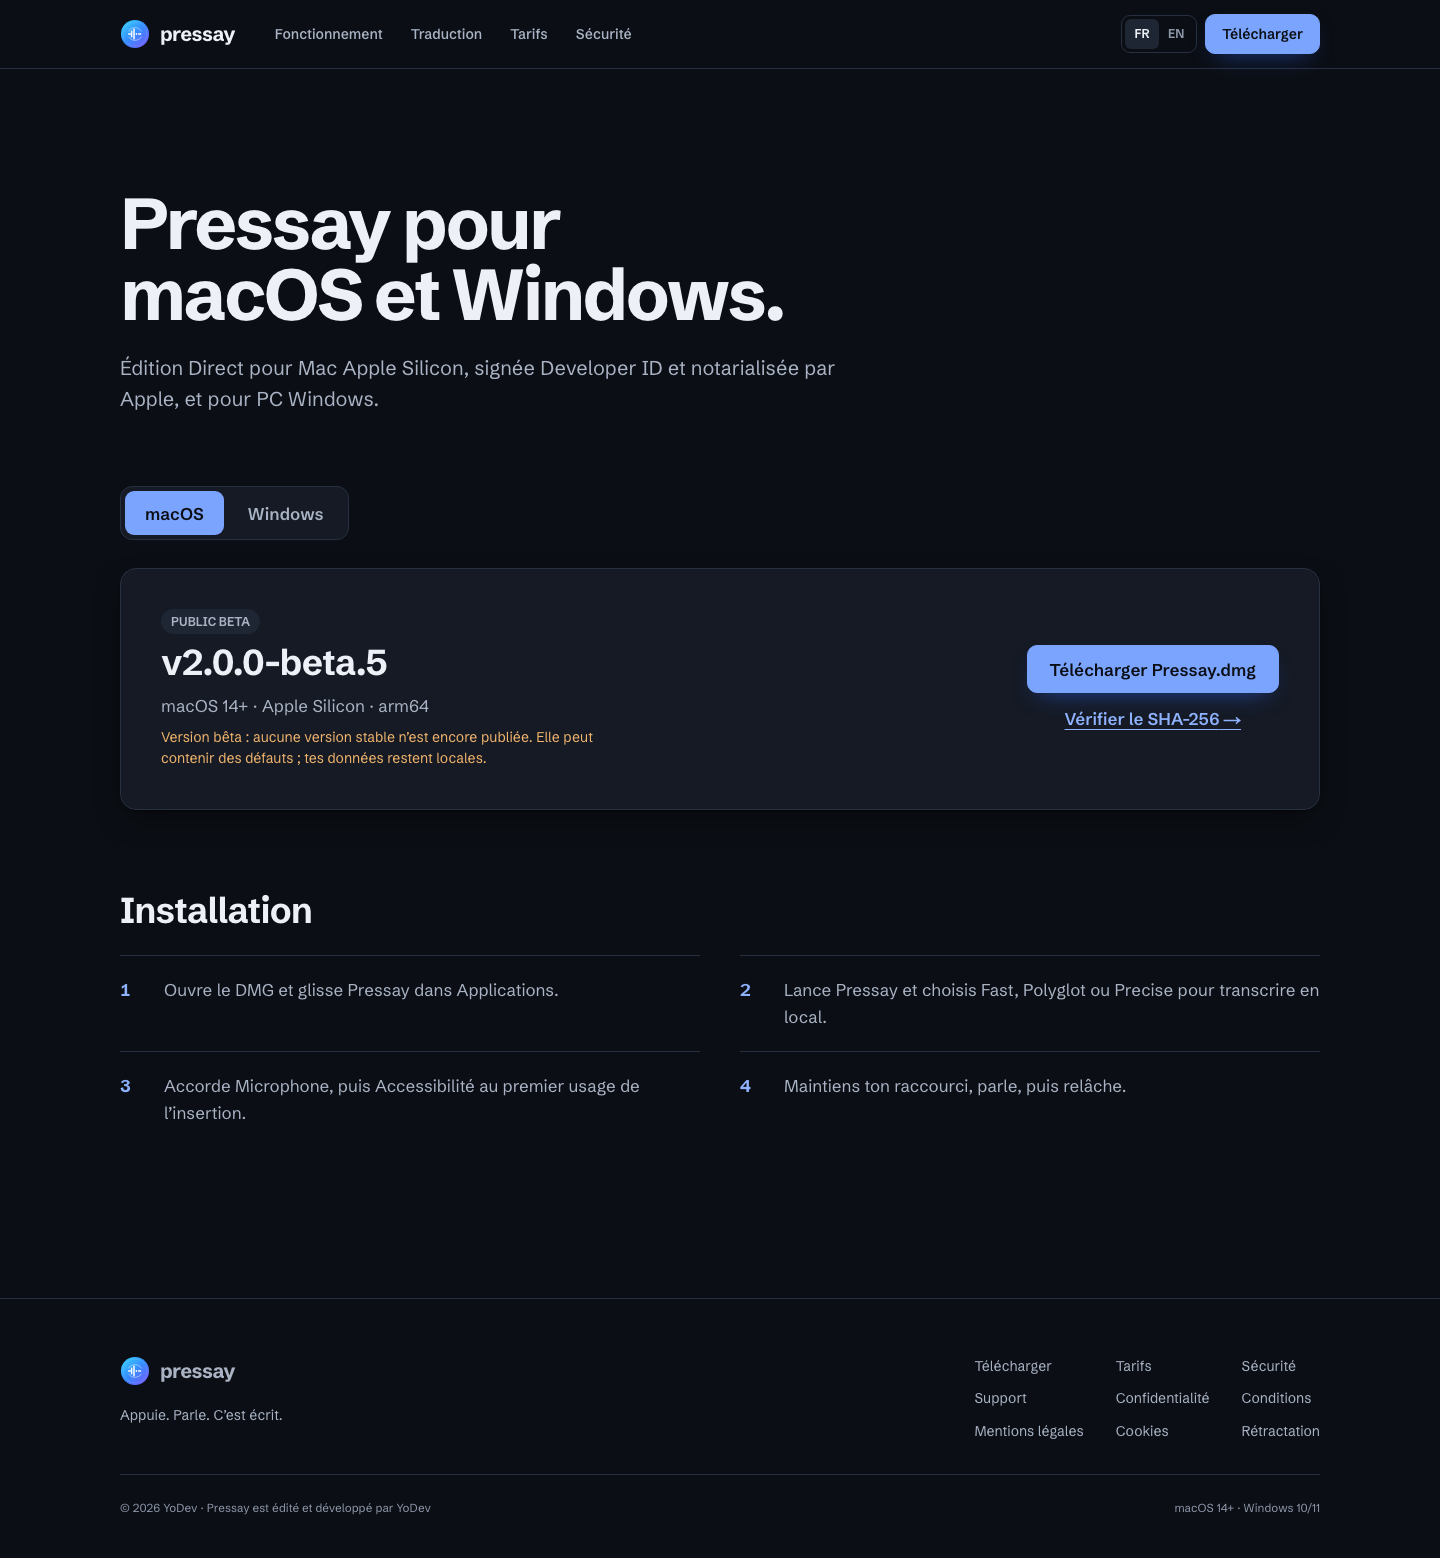 pressay
Fonctionnement
Traduction
Tarifs
Sécurité
FR
EN
Télécharger
Pressay pour
macOS et Windows.
Édition Direct pour Mac Apple Silicon, signée Developer ID et notarialisée par
Apple, et pour PC Windows.
macOS
Windows
PUBLIC BETA
v2.0.0-beta.5
macOS 14+ · Apple Silicon · arm64
Version bêta : aucune version stable n’est encore publiée. Elle peut
contenir des défauts ; tes données restent locales.
Télécharger Pressay.dmg
Vérifier le SHA-256 →
Installation
1 Ouvre le DMG et glisse Pressay dans Applications.
2 Lance Pressay et choisis Fast, Polyglot ou Precise pour transcrire en
local.
3 Accorde Microphone, puis Accessibilité au premier usage de
l’insertion.
4 Maintiens ton raccourci, parle, puis relâche.
pressay
Appuie. Parle. C’est écrit.
Télécharger
Tarifs
Sécurité
Support
Confidentialité
Conditions
Mentions légales
Cookies
Rétractation
© 2026 YoDev · Pressay est édité et développé par YoDev
macOS 14+ · Windows 10/11